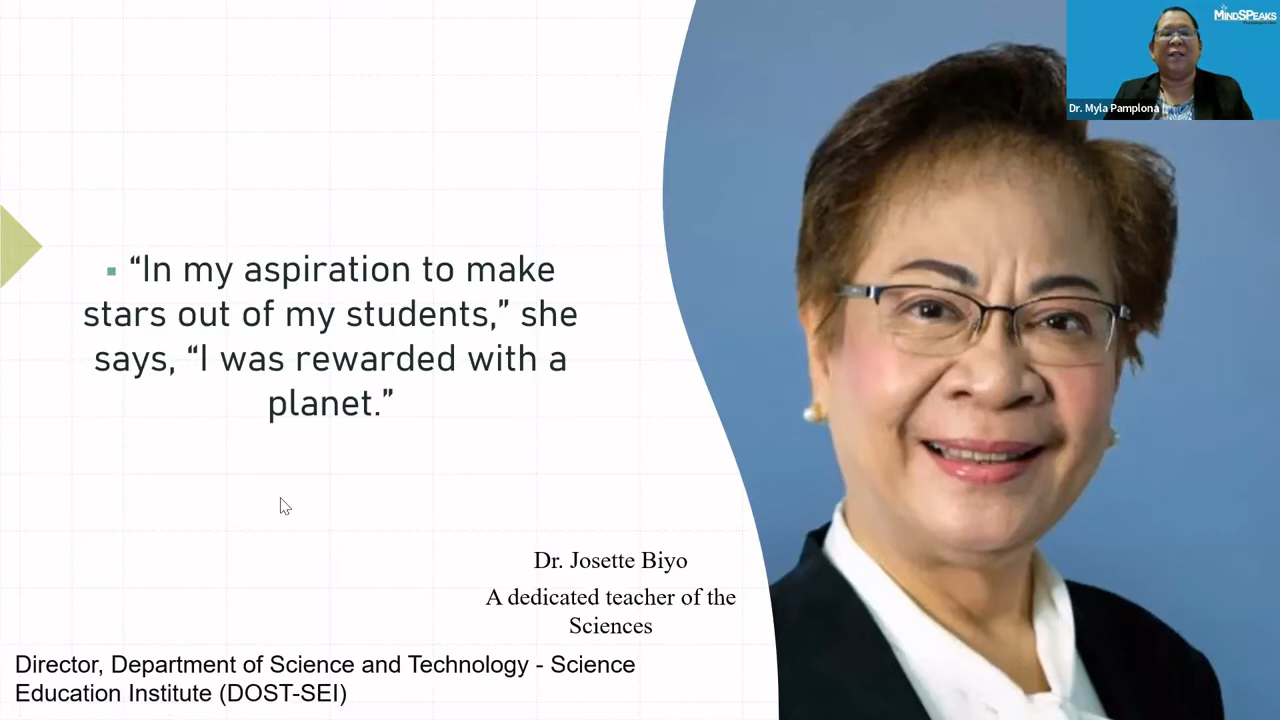 MINDSPEAKS
Dr. Myla Pamplona
▪ “In my aspiration to make
stars out of my students,” she
says, “I was rewarded with a
planet.”
Dr. Josette Biyo
A dedicated teacher of the
Sciences
Director, Department of Science and Technology - Science
Education Institute (DOST-SEI)